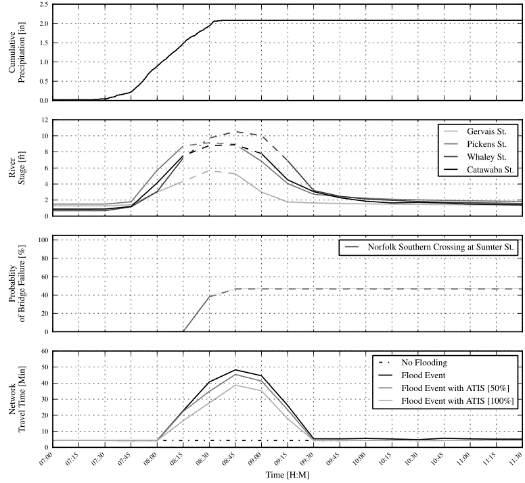 2.5
2.0
1.5
1.0
0.5
0.0
Cumulative
Precipitation [in]
12
10
8
6
4
2
0
River
Stage [ft]
Gervais St.
Pickens St.
Whaley St.
Catawaba St.
100
80
60
40
20
0
Probablity
of Bridge Failure [%]
Norfolk Southern Crossing at Sumter St.
60
50
40
30
20
10
0
Network
Travel Time [Min]
No Flooding
Flood Event
Flood Event with ATIS [50%]
Flood Event with ATIS [100%]
07:00 07:15 07:30 07:45 08:00 08:15 08:30 08:45 09:00 09:15 09:30 09:45 10:00 10:15 10:30 10:45 11:00 11:15 11:30
Time [H:M]